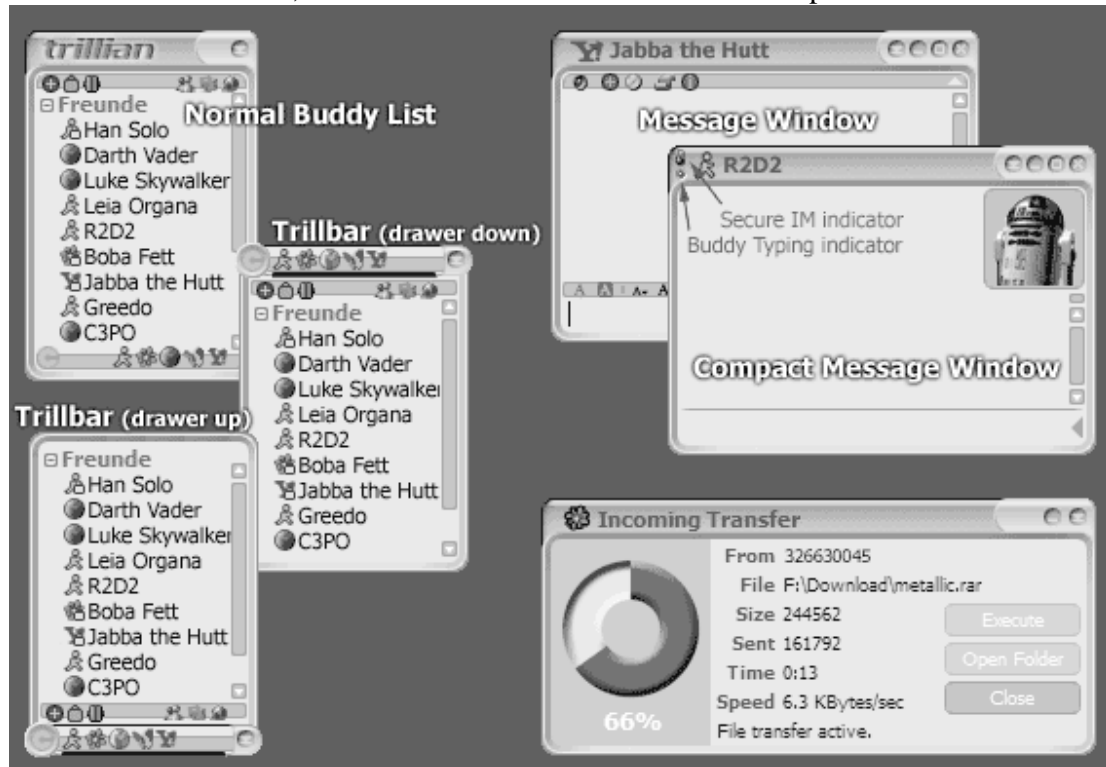 trillian
Freunde
Han Solo
Darth Vader
Luke Skywalker
Leia Organa
R2D2
Boba Fett
Jabba the Hutt
Greedo
C3PO
Normal Buddy List
Trillbar (drawer down)
Freunde
Han Solo
Darth Vader
Luke Skywalker
Leia Organa
R2D2
Boba Fett
Jabba the Hutt
Greedo
C3PO
Trillbar (drawer up)
Freunde
Han Solo
Darth Vader
Luke Skywalker
Leia Organa
R2D2
Boba Fett
Jabba the Hutt
Greedo
C3PO
Jabba the Hutt
Message Window
A A A A
R2D2
Secure IM indicator
Buddy Typing indicator
Compact Message Window
Incoming Transfer
From 326630045
File F:\Download\metallic.rar
Size 244562
Sent 161792
Time 0:13
Speed 6.3 KBytes/sec
File transfer active.
66%
Execute
Open Folder
Close